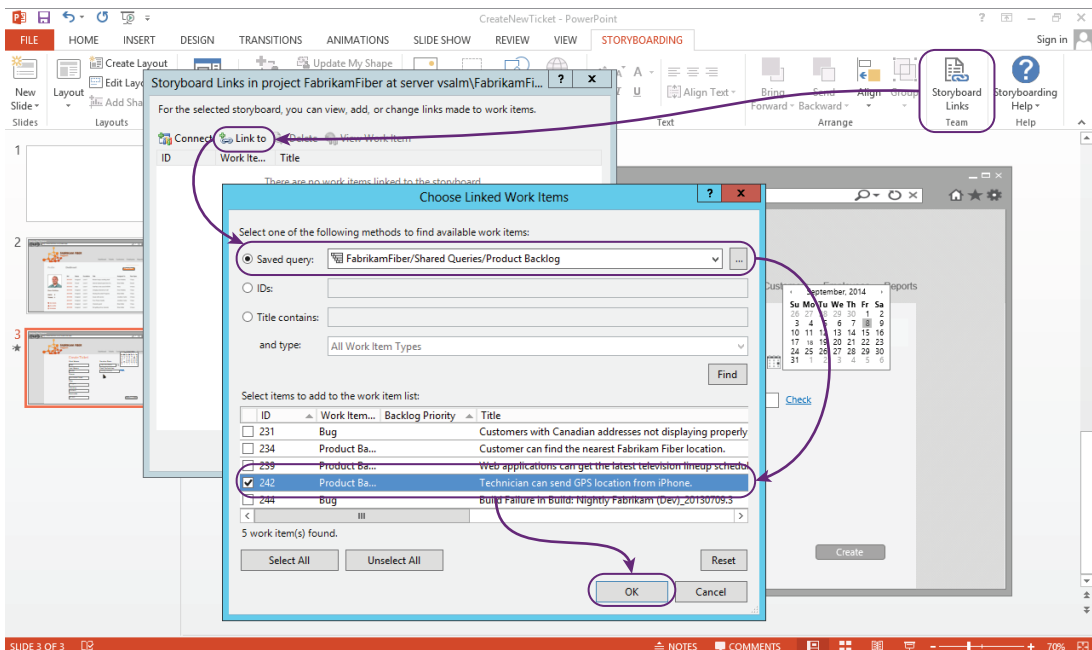 CreateNewTicket - PowerPoint
FILE HOME INSERT DESIGN TRANSITIONS ANIMATIONS SLIDE SHOW REVIEW VIEW STORYBOARDING Sign in
New Slide
Layout
Create Layout
Edit Layo
Add Sha
Update My Shape
Align Text
Bring Forward
Send Backward
Align
Group
Storyboard Links
Storyboarding Help
Slides Layouts Text Arrange Team Help
Storyboard Links in project FabrikamFiber at server vsalm\FabrikamFi...
For the selected storyboard, you can view, add, or change links made to work items.
Connect Link to Delete View Work Item
ID Work Ite... Title
There are no work items linked to the storyboard
1
2
3
Choose Linked Work Items
Select one of the following methods to find available work items:
Saved query: FabrikamFiber/Shared Queries/Product Backlog ...
IDs:
Title contains:
and type: All Work Item Types
Find
Select items to add to the work item list:
ID Work Item... Backlog Priority Title
231 Bug Customers with Canadian addresses not displaying properly
234 Product Ba... Customer can find the nearest Fabrikam Fiber location.
239 Product Ba... Web applications can get the latest television lineup schedul
242 Product Ba... Technician can send GPS location from iPhone.
244 Bug Build Failure in Build: Nightly Fabrikam (Dev)_20130709.3
5 work item(s) found.
Select All Unselect All Reset
OK Cancel
Reports
September, 2014
Su Mo Tu We Th Fr Sa
26 27 28 29 30 1 2
3 4 5 6 7 8 9
10 11 12 13 14 15 16
17 18 19 20 21 22 23
24 25 26 27 28 29 30
31 1 2 3 4 5 6
Check
Create
SLIDE 3 OF 3 NOTES COMMENTS 70%